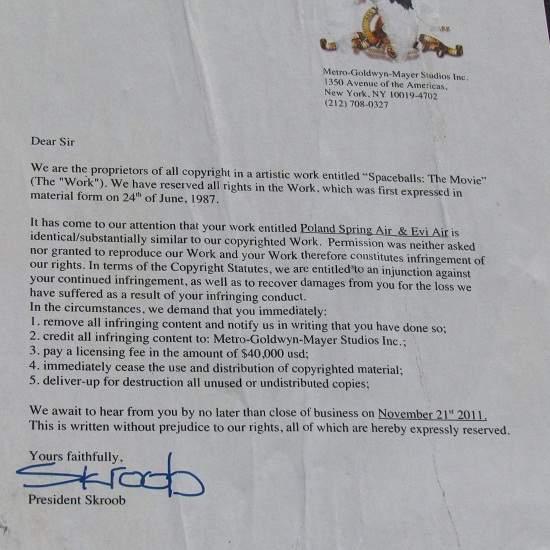 Metro-Goldwyn-Mayer Studios Inc.
1350 Avenue of the Americas,
New York, NY 10019-4702
(212) 708-0327
Dear Sir
We are the proprietors of all copyright in a artistic work entitled "Spaceballs: The Movie"
(The "Work"). We have reserved all rights in the Work, which was first expressed in
material form on 24th of June, 1987.
It has come to our attention that your work entitled Poland Spring Air & Evi Air is
identical/substantially similar to our copyrighted Work. Permission was neither asked
nor granted to reproduce our Work and your Work therefore constitutes infringement of
our rights. In terms of the Copyright Statutes, we are entitled to an injunction against
your continued infringement, as well as to recover damages from you for the loss we
have suffered as a result of your infringing conduct.
In the circumstances, we demand that you immediately:
1. remove all infringing content and notify us in writing that you have done so;
2. credit all infringing content to: Metro-Goldwyn-Mayer Studios Inc.;
3. pay a licensing fee in the amount of $40,000 usd;
4. immediately cease the use and distribution of copyrighted material;
5. deliver-up for destruction all unused or undistributed copies;
We await to hear from you by no later than close of business on November 21st 2011.
This is written without prejudice to our rights, all of which are hereby expressly reserved.
Yours faithfully,
Skroob
President Skroob